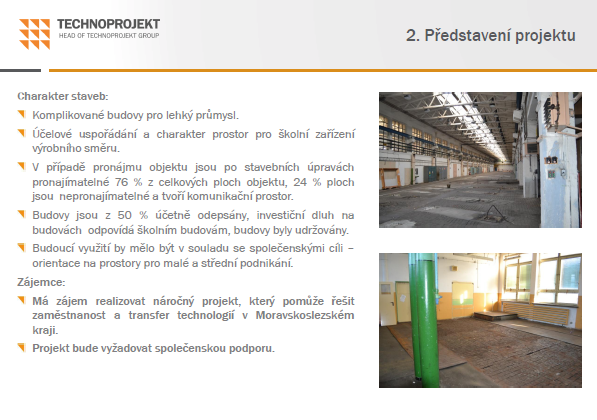 TECHNOPROJEKT
HEAD OF TECHNOPROJEKT GROUP
2. Představení projektu
Charakter staveb:
Komplikované budovy pro lehký průmysl.
Účelové uspořádání a charakter prostor pro školní zařízení
výrobního směru.
V případě pronájmu objektu jsou po stavebních úpravách
pronajímatelné 76 % z celkových ploch objektu, 24 % ploch
jsou nepronajímatelné a tvoří komunikační prostor.
Budovy jsou z 50 % účetně odepsány, investiční dluh na
budovách odpovídá školním budovám, budovy byly udržovány.
Budoucí využití by mělo být v souladu se společenskými cíli –
orientace na prostory pro malé a střední podnikání.
Zájemce:
Má zájem realizovat náročný projekt, který pomůže řešit
zaměstnanost a transfer technologií v Moravskoslezském
kraji.
Projekt bude vyžadovat společenskou podporu.